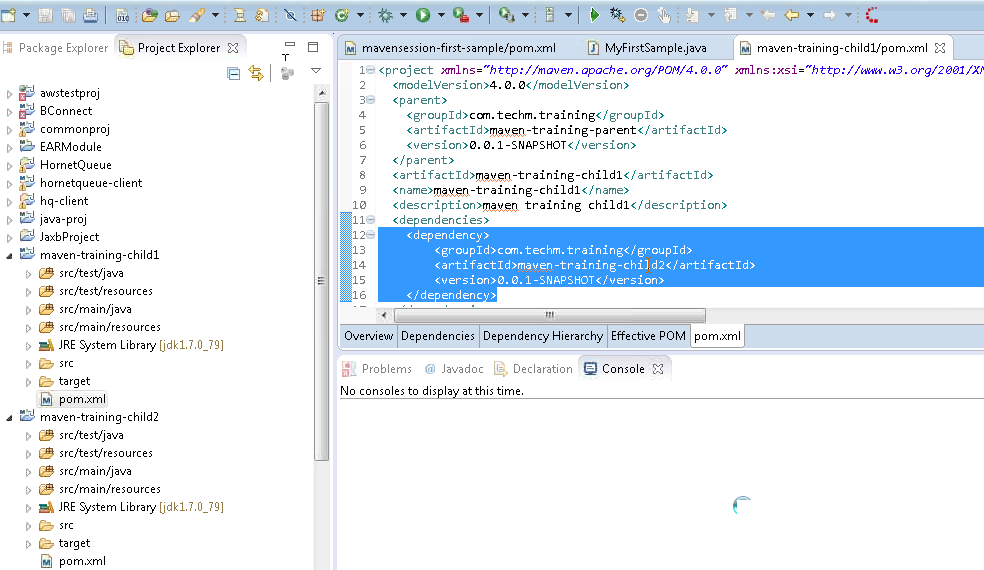 Package Explorer
Project Explorer
awstestproj
BConnect
commonproj
EARModule
HornetQueue
hornetqueue-client
hq-client
java-proj
JaxbProject
maven-training-child1
src/test/java
src/test/resources
src/main/java
src/main/resources
JRE System Library [jdk1.7.0_79]
src
target
pom.xml
maven-training-child2
src/test/java
src/test/resources
src/main/java
src/main/resources
JRE System Library [jdk1.7.0_79]
src
target
pom.xml
mavensession-first-sample/pom.xml
MyFirstSample.java
maven-training-child1/pom.xml
1 <project xmlns="http://maven.apache.org/POM/4.0.0" xmlns:xsi="http://www.w3.org/2001/XM
2 <modelVersion>4.0.0</modelVersion>
3 <parent>
4 <groupId>com.techm.training</groupId>
5 <artifactId>maven-training-parent</artifactId>
6 <version>0.0.1-SNAPSHOT</version>
7 </parent>
8 <artifactId>maven-training-child1</artifactId>
9 <name>maven-training-child1</name>
10 <description>maven training child1</description>
11 <dependencies>
12 <dependency>
13 <groupId>com.techm.training</groupId>
14 <artifactId>maven-training-child2</artifactId>
15 <version>0.0.1-SNAPSHOT</version>
16 </dependency>
Overview
Dependencies
Dependency Hierarchy
Effective POM
pom.xml
Problems
@ Javadoc
Declaration
Console
No consoles to display at this time.